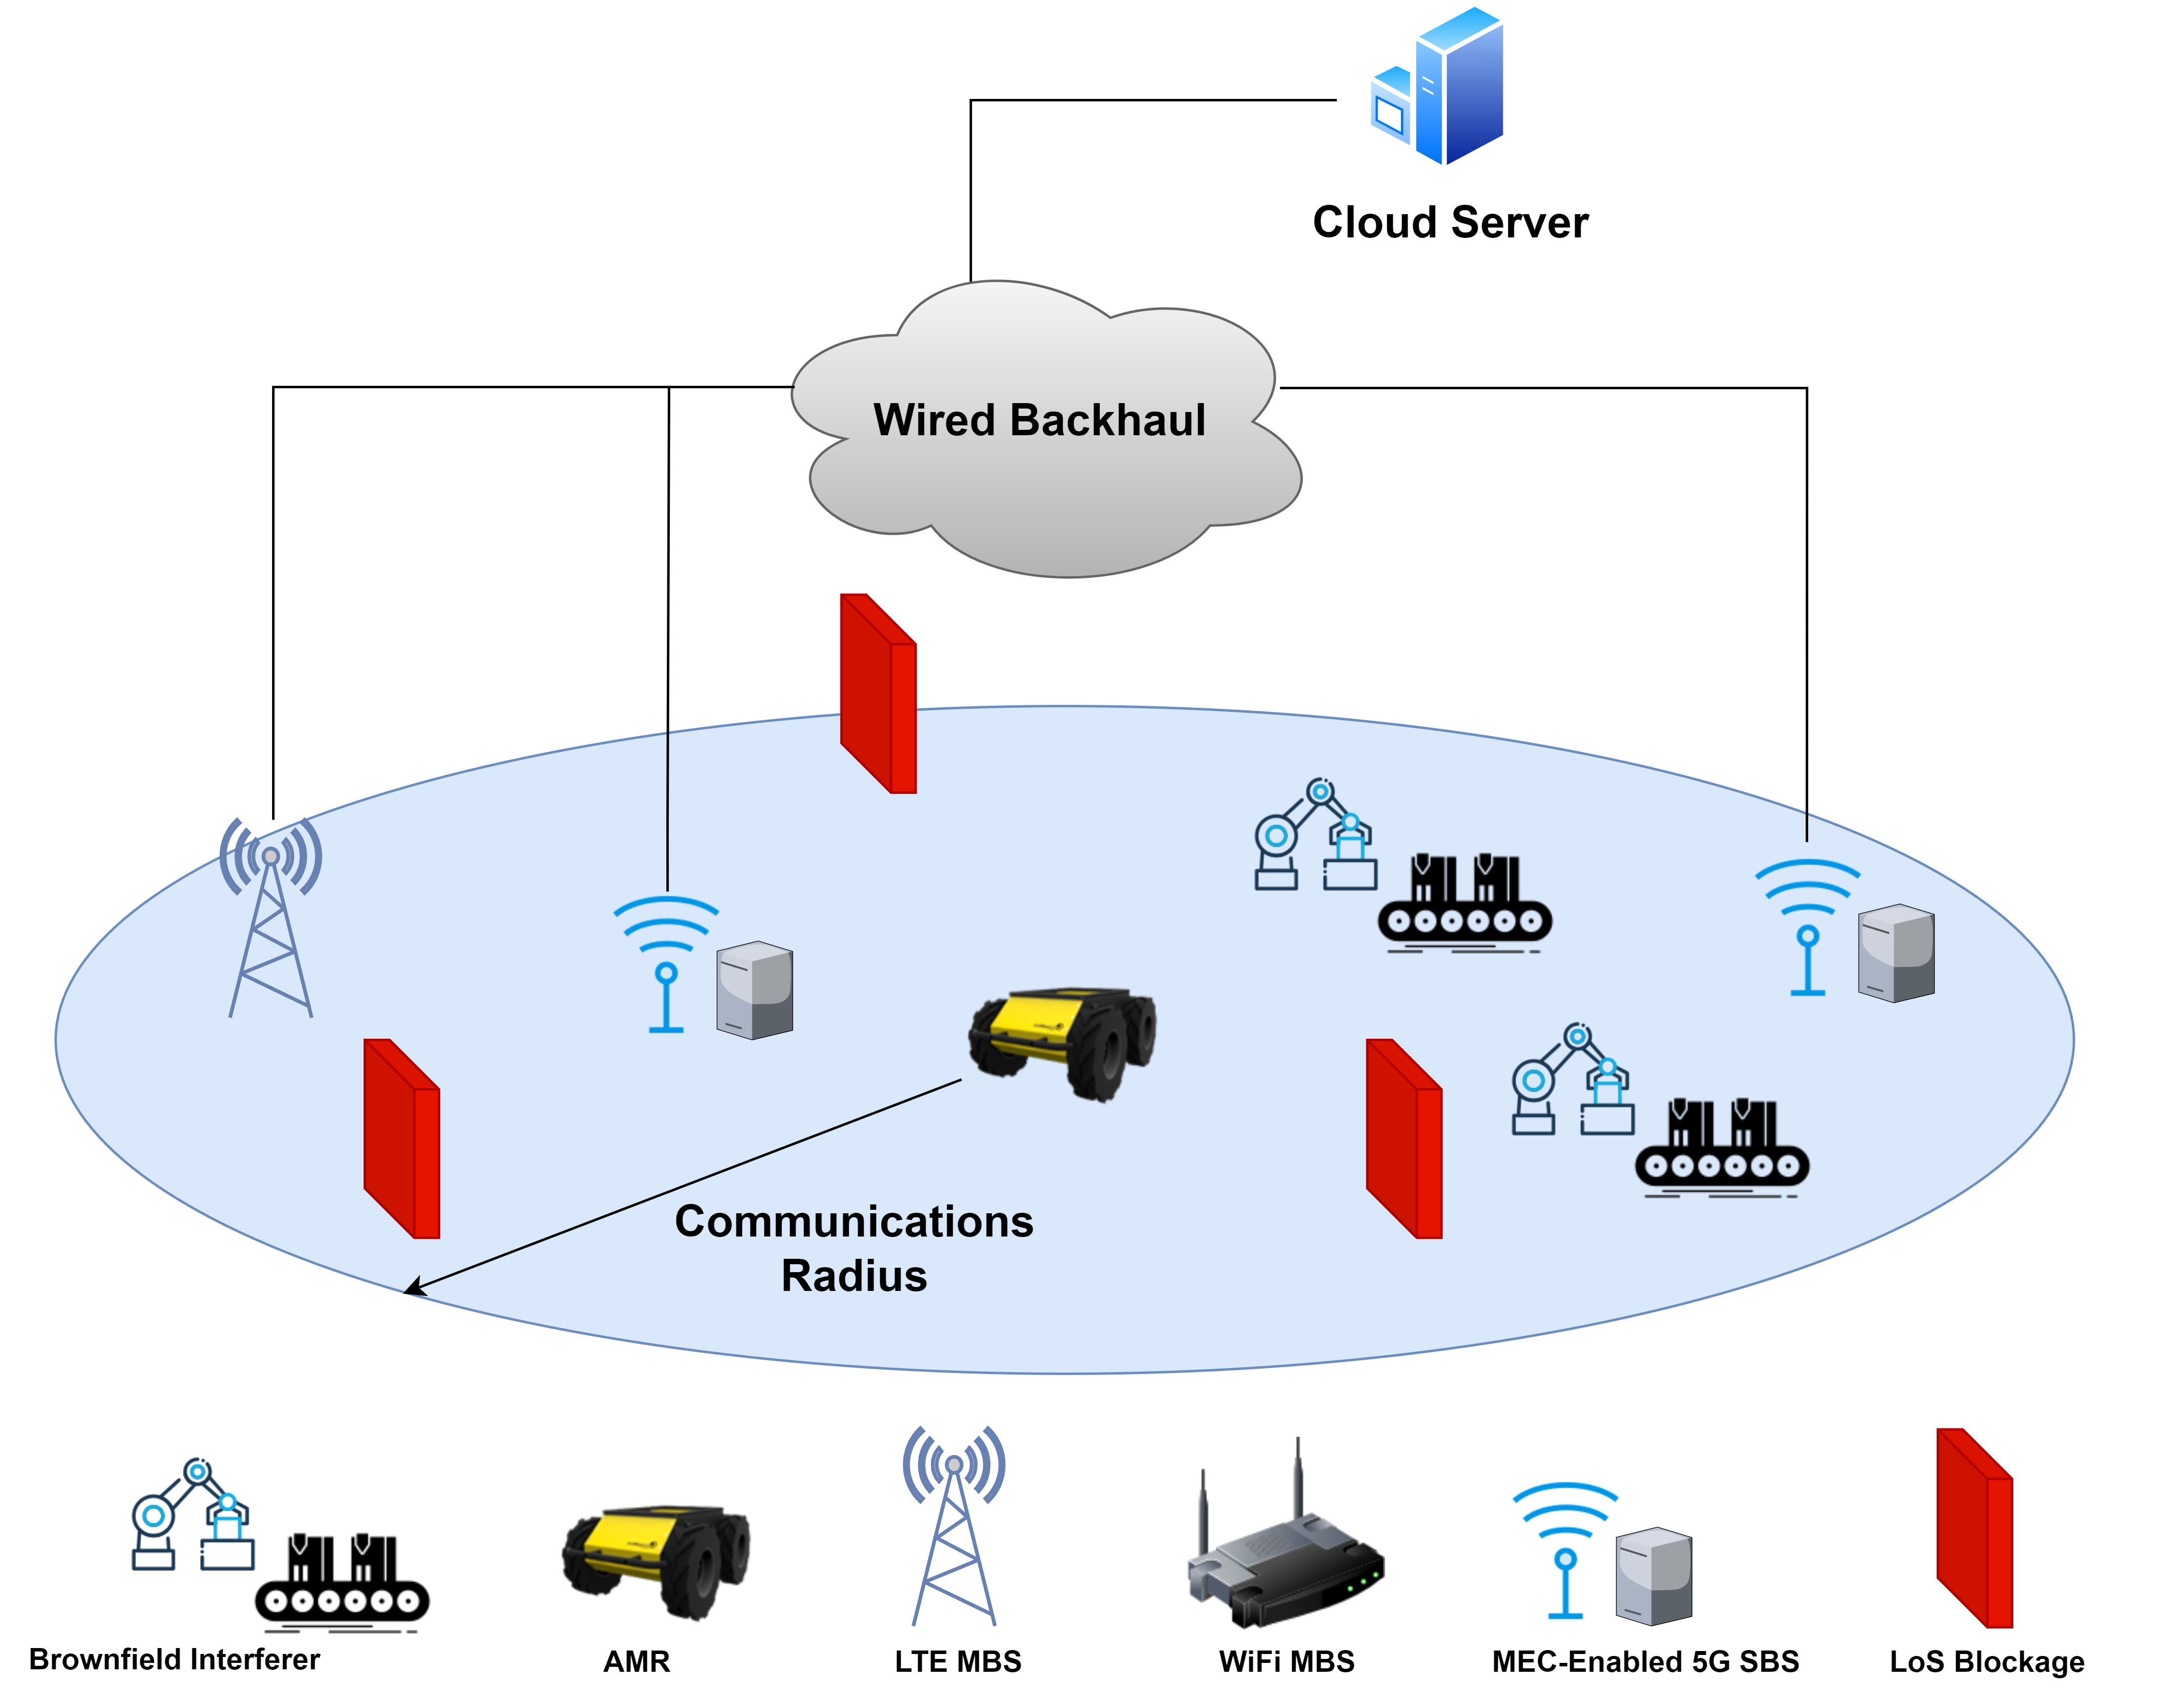 Cloud Server
Wired Backhaul
Communications
Radius
Brownfield Interferer
AMR
LTE MBS
WiFi MBS
MEC-Enabled 5G SBS
LoS Blockage